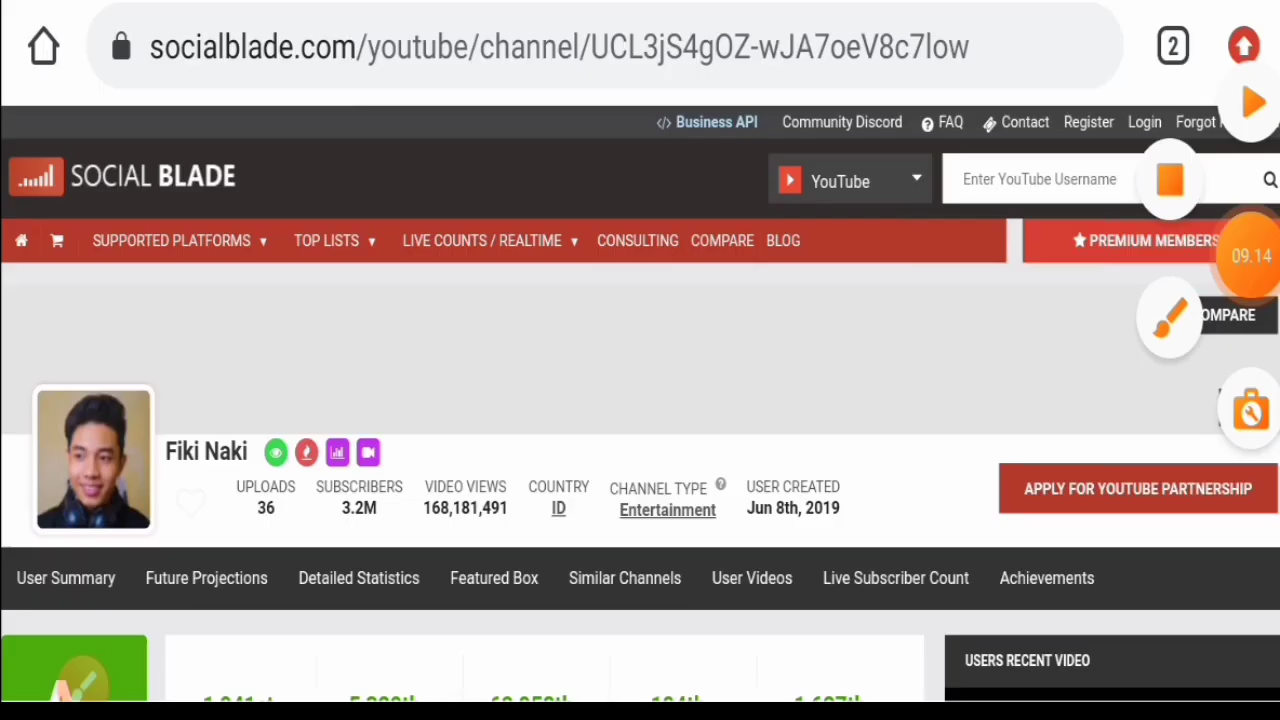 socialblade.com/youtube/channel/UCL3jS4gOZ-wJA7oeV8c7low
2
Business API Community Discord FAQ Contact Register Login Forgot
SOCIAL BLADE
YouTube
Enter YouTube Username
SUPPORTED PLATFORMS TOP LISTS LIVE COUNTS / REALTIME CONSULTING COMPARE BLOG
PREMIUM MEMBERS
09.14
OMPARE
Fiki Naki
UPLOADS SUBSCRIBERS VIDEO VIEWS COUNTRY CHANNEL TYPE USER CREATED
36 3.2M 168,181,491 ID Entertainment Jun 8th, 2019
APPLY FOR YOUTUBE PARTNERSHIP
User Summary Future Projections Detailed Statistics Featured Box Similar Channels User Videos Live Subscriber Count Achievements
USERS RECENT VIDEO